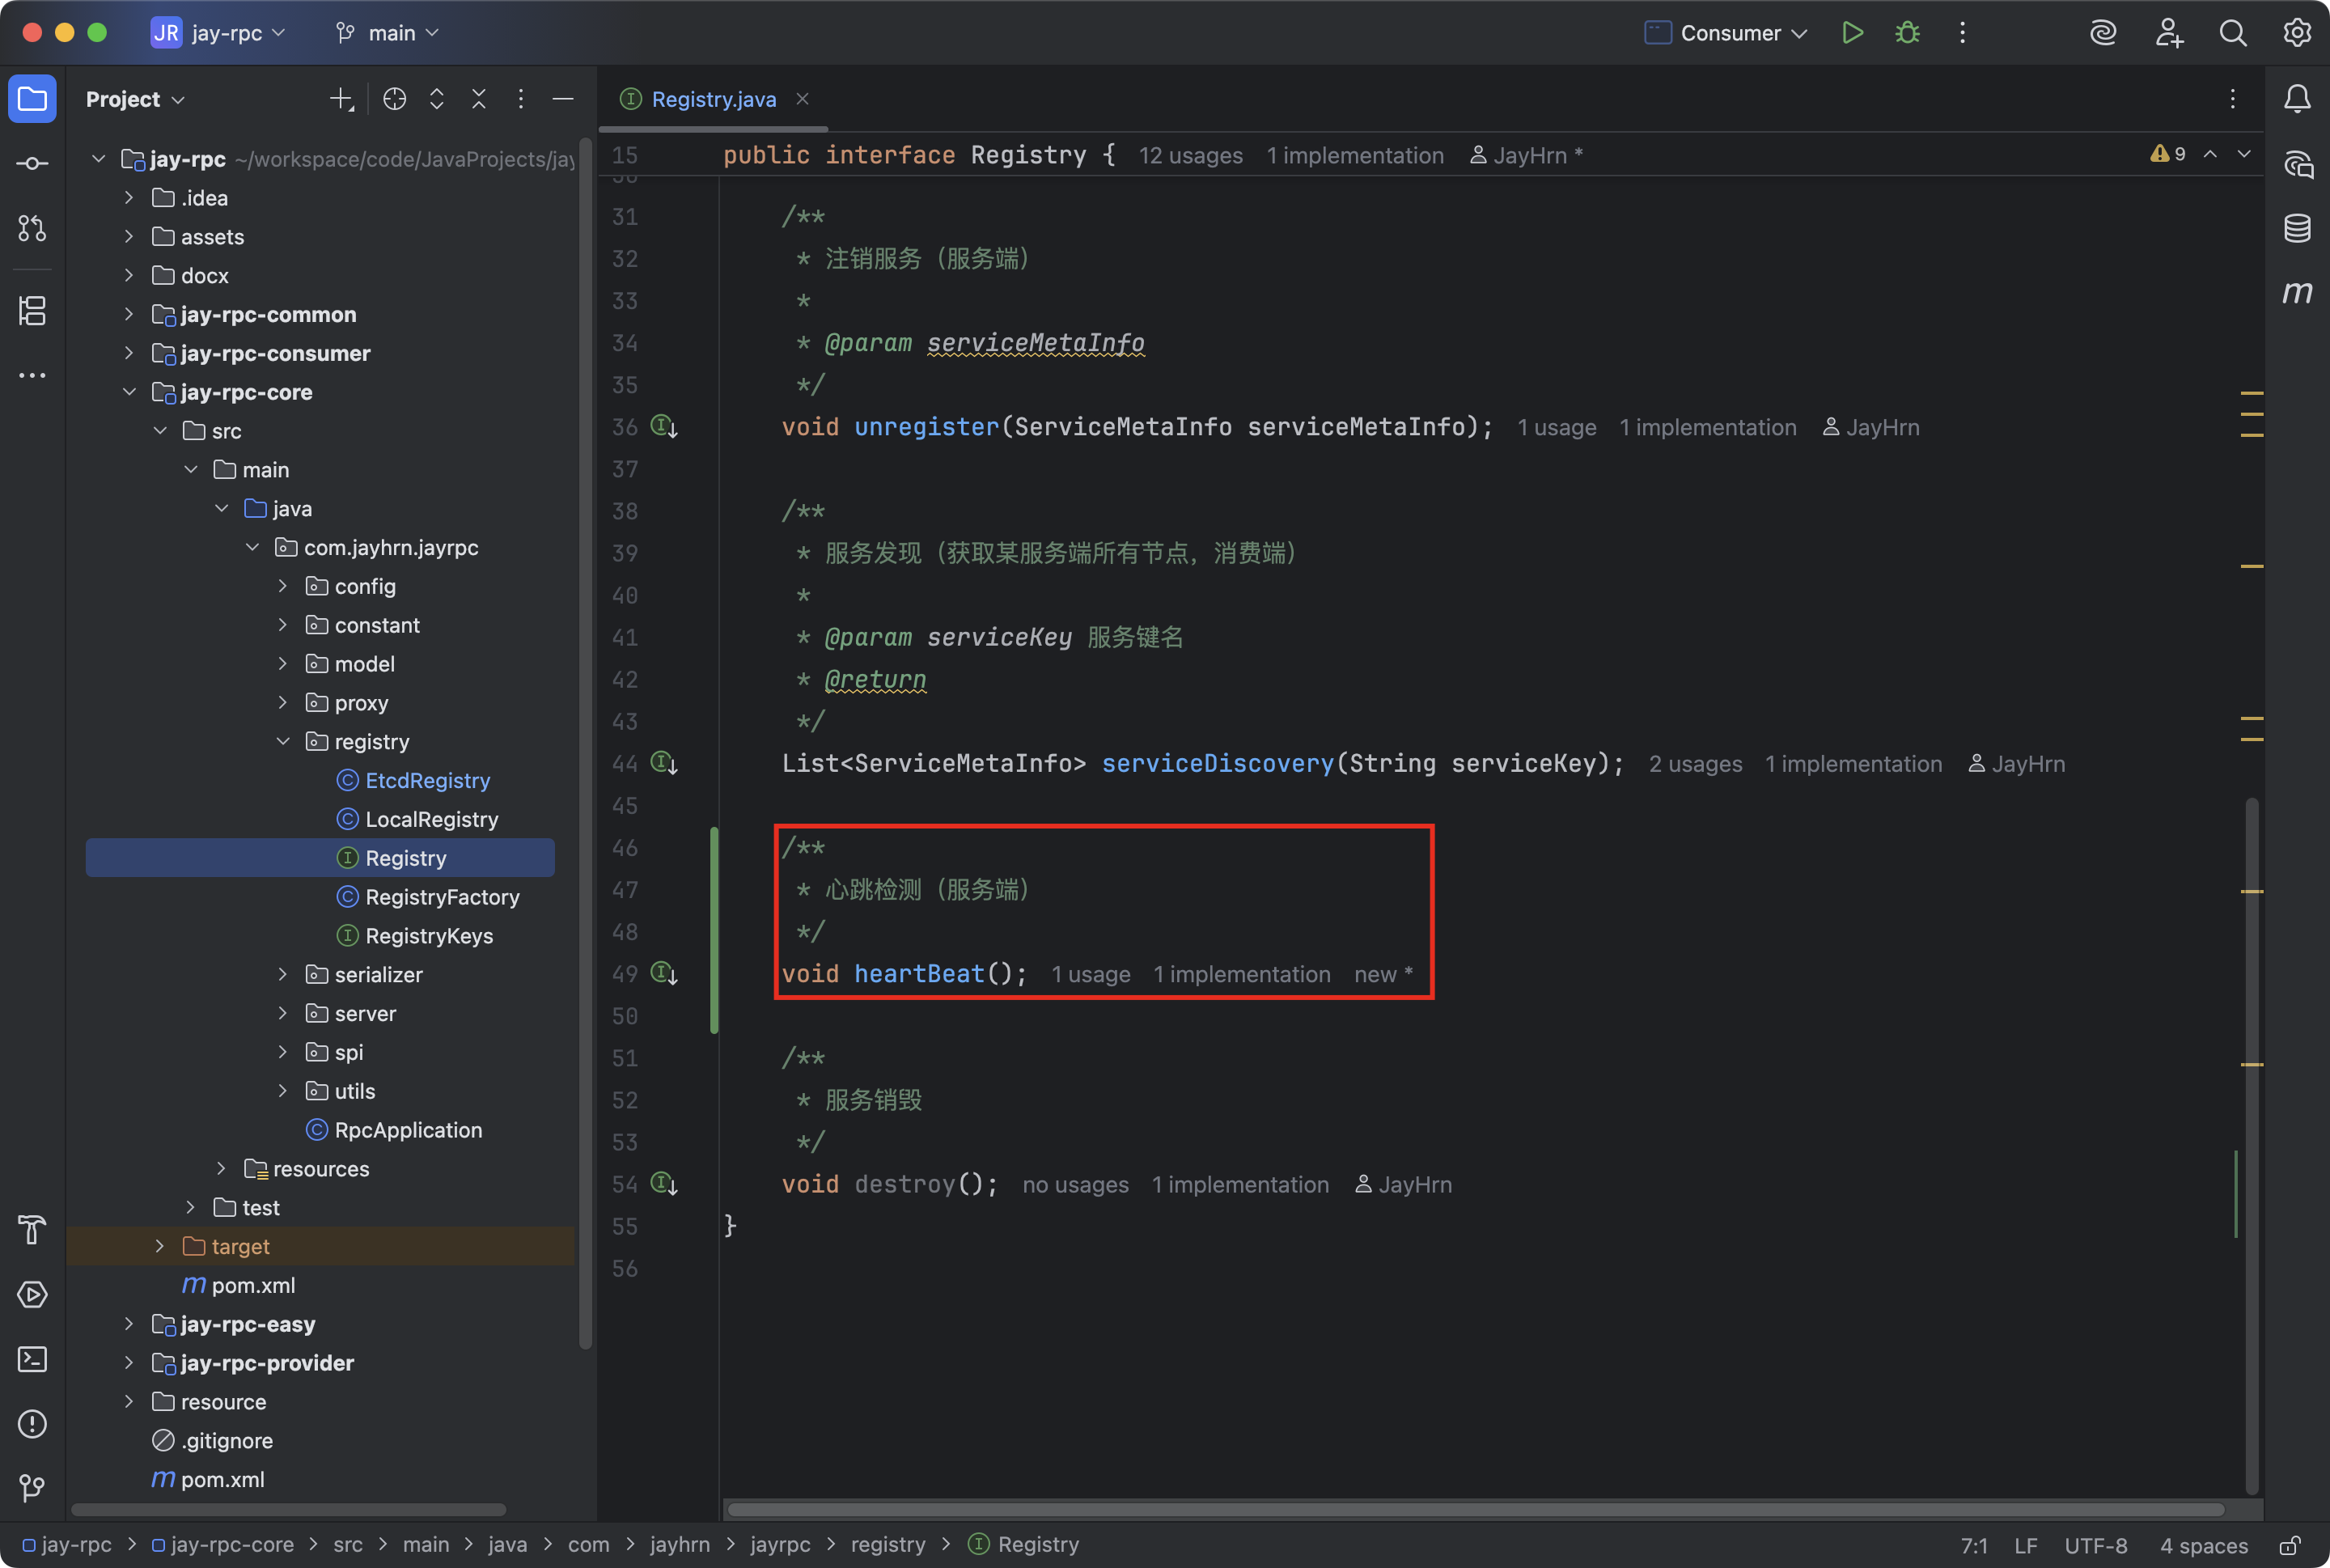 JR jay-rpc main Consumer
Project
jay-rpc ~/workspace/code/JavaProjects/jay
.idea
assets
docx
jay-rpc-common
jay-rpc-consumer
jay-rpc-core
src
main
java
com.jayhrn.jayrpc
config
constant
model
proxy
registry
EtcdRegistry
LocalRegistry
Registry
RegistryFactory
RegistryKeys
serializer
server
spi
utils
RpcApplication
resources
test
target
pom.xml
jay-rpc-easy
jay-rpc-provider
resource
.gitignore
pom.xml
Registry.java
15 public interface Registry { 12 usages 1 implementation JayHrn * 9
31 /**
32 * 注销服务（服务端）
33 *
34 * @param serviceMetaInfo
35 */
36 void unregister(ServiceMetaInfo serviceMetaInfo); 1 usage 1 implementation JayHrn
37
38 /**
39 * 服务发现（获取某服务端所有节点，消费端）
40 *
41 * @param serviceKey 服务键名
42 * @return
43 */
44 List<ServiceMetaInfo> serviceDiscovery(String serviceKey); 2 usages 1 implementation JayHrn
45
46 /**
47 * 心跳检测（服务端）
48 */
49 void heartBeat(); 1 usage 1 implementation new *
50
51 /**
52 * 服务销毁
53 */
54 void destroy(); no usages 1 implementation JayHrn
55 }
56
jay-rpc > jay-rpc-core > src > main > java > com > jayhrn > jayrpc > registry > Registry 7:1 LF UTF-8 4 spaces